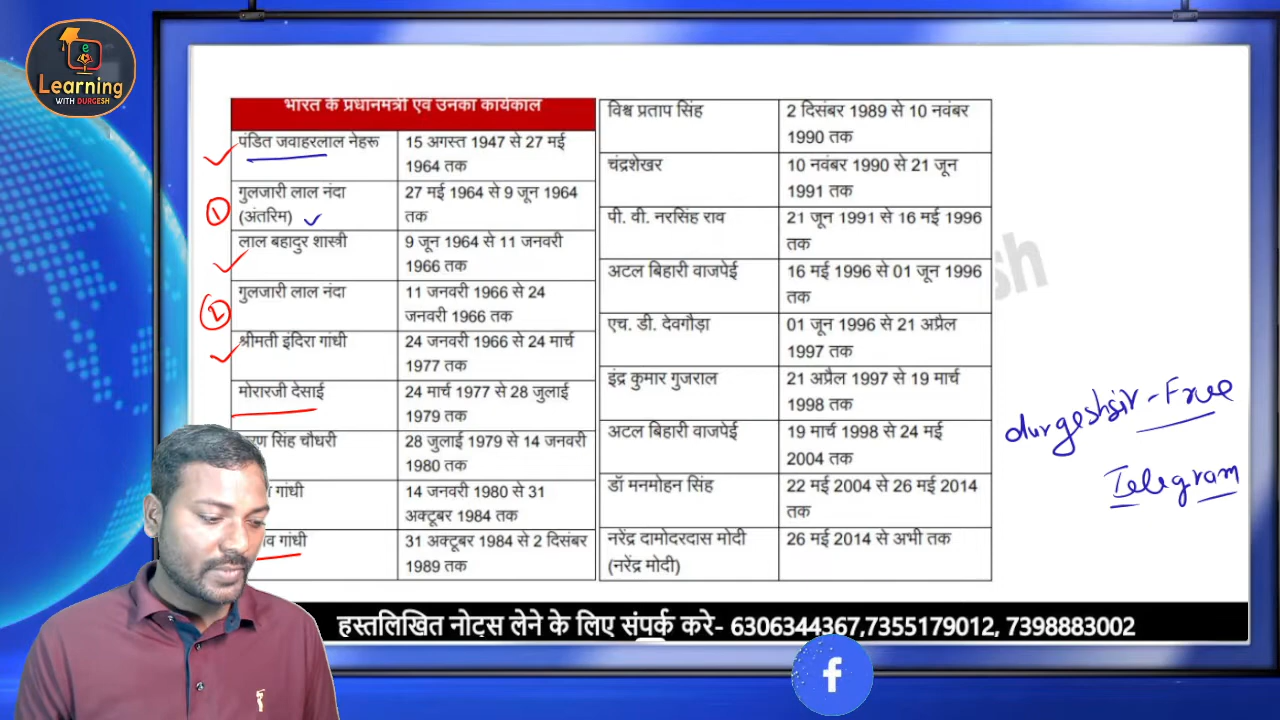 e
Learning
WITH DURGESH
भारत के प्रधानमंत्री एवं उनका कार्यकाल
पंडित जवाहरलाल नेहरू
15 अगस्त 1947 से 27 मई
1964 तक
1
गुलजारी लाल नंदा
(अंतरिम)
27 मई 1964 से 9 जून 1964
तक
लाल बहादुर शास्त्री
9 जून 1964 से 11 जनवरी
1966 तक
2
गुलजारी लाल नंदा
11 जनवरी 1966 से 24
जनवरी 1966 तक
श्रीमती इंदिरा गांधी
24 जनवरी 1966 से 24 मार्च
1977 तक
मोरारजी देसाई
24 मार्च 1977 से 28 जुलाई
1979 तक
सिंह चौधरी
28 जुलाई 1979 से 14 जनवरी
1980 तक
गांधी
14 जनवरी 1980 से 31
अक्टूबर 1984 तक
गांधी
31 अक्टूबर 1984 से 2 दिसंबर
1989 तक
विश्व प्रताप सिंह
2 दिसंबर 1989 से 10 नवंबर
1990 तक
चंद्रशेखर
10 नवंबर 1990 से 21 जून
1991 तक
पी. वी. नरसिंह राव
21 जून 1991 से 16 मई 1996
तक
अटल बिहारी वाजपेई
16 मई 1996 से 01 जून 1996
तक
एच. डी. देवगौड़ा
01 जून 1996 से 21 अप्रैल
1997 तक
इंद्र कुमार गुजराल
21 अप्रैल 1997 से 19 मार्च
1998 तक
अटल बिहारी वाजपेई
19 मार्च 1998 से 24 मई
2004 तक
डॉ मनमोहन सिंह
22 मई 2004 से 26 मई 2014
तक
नरेंद्र दामोदरदास मोदी
(नरेंद्र मोदी)
26 मई 2014 से अभी तक
durgeshsir-Free
Telegram
हस्तलिखित नोट्स लेने के लिए संपर्क करे- 6306344367,7355179012, 7398883002
f